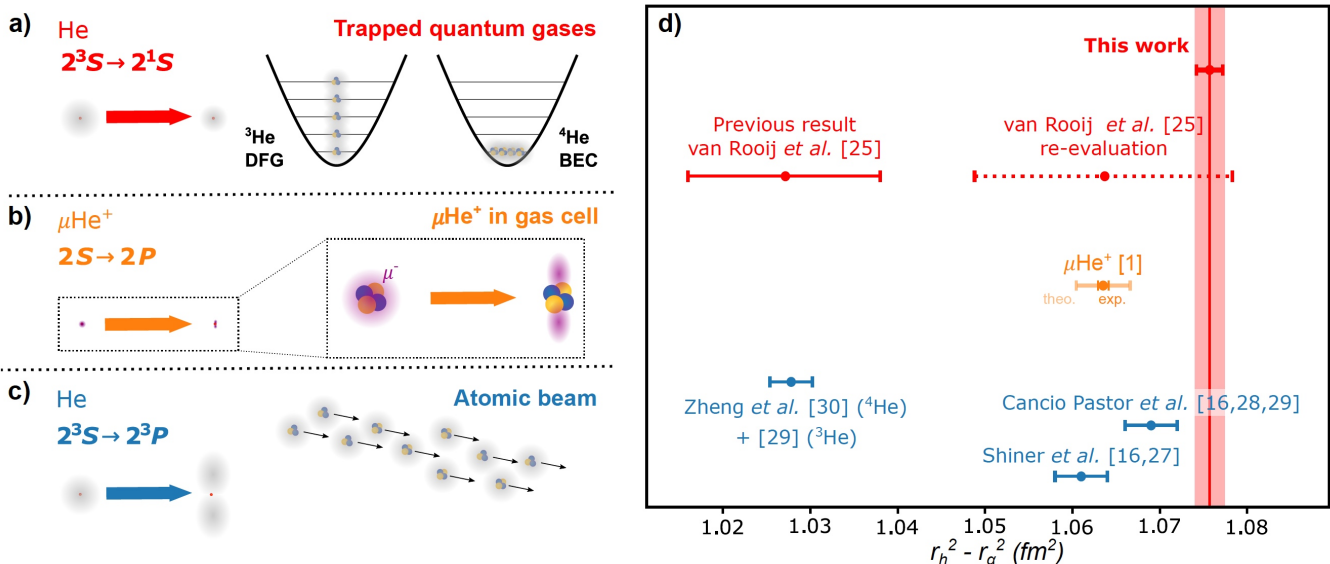 a)
He
2³S → 2¹S
Trapped quantum gases
³He
DFG
⁴He
BEC
b)
μHe⁺
2S → 2P
μHe⁺ in gas cell
μ⁻
c)
He
2³S → 2³P
Atomic beam
d)
This work
Previous result
van Rooij et al. [25]
van Rooij et al. [25]
re-evaluation
μHe⁺ [1]
theo.
exp.
Zheng et al. [30] (⁴He)
+ [29] (³He)
Cancio Pastor et al. [16,28,29]
Shiner et al. [16,27]
1.02
1.03
1.04
1.05
1.06
1.07
1.08
r_h² - r_α² (fm²)